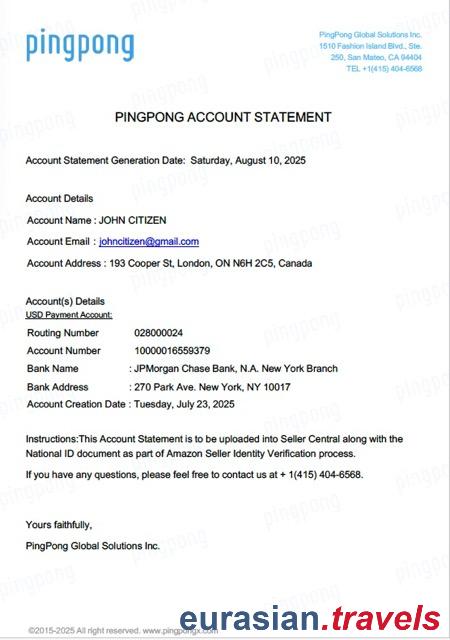 pingpong
PingPong Global Solutions Inc.
1510 Fashion Island Blvd., Ste.
250, San Mateo, CA 94404
TEL +1(415) 404-6568
PINGPONG ACCOUNT STATEMENT
Account Statement Generation Date: Saturday, August 10, 2025
Account Details
Account Name : JOHN CITIZEN
Account Email : johncitizen@gmail.com
Account Address : 193 Cooper St, London, ON N6H 2C5, Canada
Account(s) Details
USD Payment Account:
Routing Number 028000024
Account Number 10000016559379
Bank Name : JPMorgan Chase Bank, N.A. New York Branch
Bank Address : 270 Park Ave. New York, NY 10017
Account Creation Date : Tuesday, July 23, 2025
Instructions:This Account Statement is to be uploaded into Seller Central along with the
National ID document as part of Amazon Seller Identity Verification process.
If you have any questions, please feel free to contact us at + 1(415) 404-6568.
Yours faithfully,
PingPong Global Solutions Inc.
©2015-2025 All right reserved. www.pingpongx.com
eurasian.travels